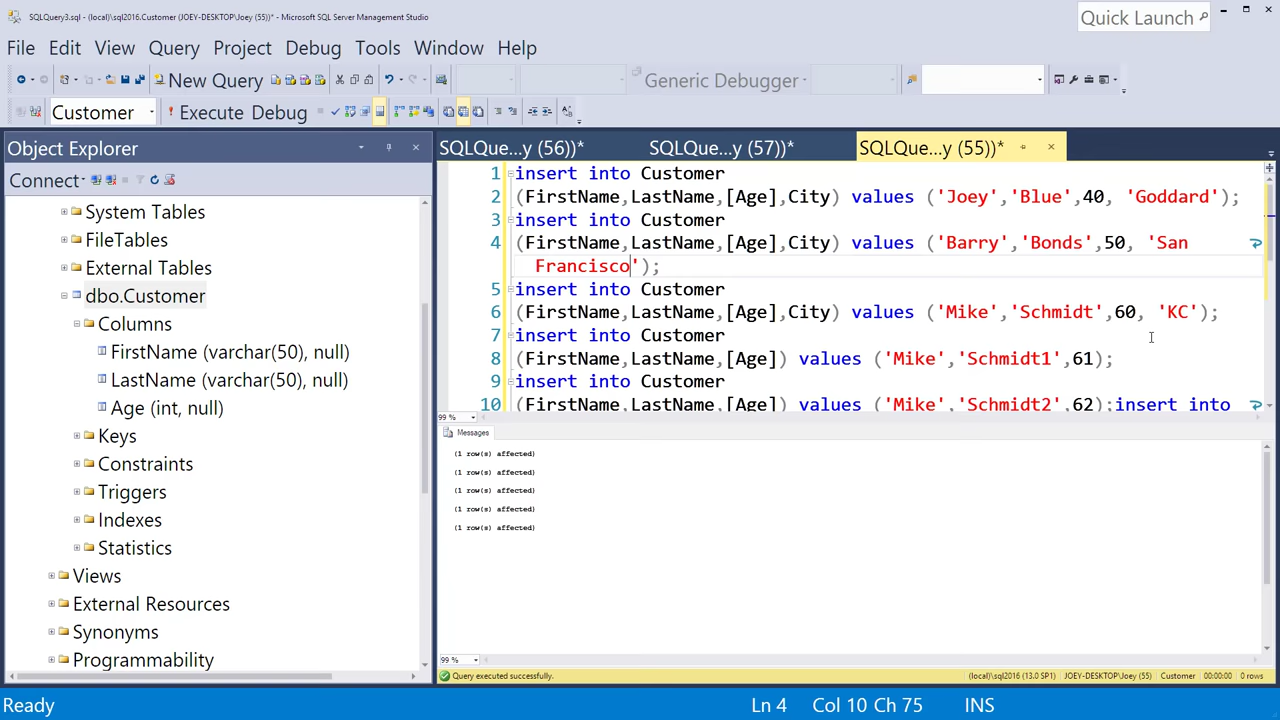 SQLQuery3.sql - (local)\sql2016.Customer (JOEY-DESKTOP\Joey (55))* - Microsoft SQL Server Management Studio
Quick Launch
File Edit View Query Project Debug Tools Window Help
New Query Generic Debugger
Customer ! Execute Debug
Object Explorer
Connect
System Tables
FileTables
External Tables
dbo.Customer
Columns
FirstName (varchar(50), null)
LastName (varchar(50), null)
Age (int, null)
Keys
Constraints
Triggers
Indexes
Statistics
Views
External Resources
Synonyms
Programmability
SQLQue...y (56))* SQLQue...y (57))* SQLQue...y (55))*
1 insert into Customer
2 (FirstName,LastName,[Age],City) values ('Joey','Blue',40, 'Goddard');
3 insert into Customer
4 (FirstName,LastName,[Age],City) values ('Barry','Bonds',50, 'San
Francisco');
5 insert into Customer
6 (FirstName,LastName,[Age],City) values ('Mike','Schmidt',60, 'KC');
7 insert into Customer
8 (FirstName,LastName,[Age]) values ('Mike','Schmidt1',61);
9 insert into Customer
10 (FirstName,LastName,[Age]) values ('Mike','Schmidt2',62);insert into
99 %
Messages
(1 row(s) affected)
(1 row(s) affected)
(1 row(s) affected)
(1 row(s) affected)
(1 row(s) affected)
99 %
Query executed successfully. (local)\sql2016 (13.0 SP1) JOEY-DESKTOP\Joey (55) Customer 00:00:00 0 rows
Ready Ln 4 Col 10 Ch 75 INS